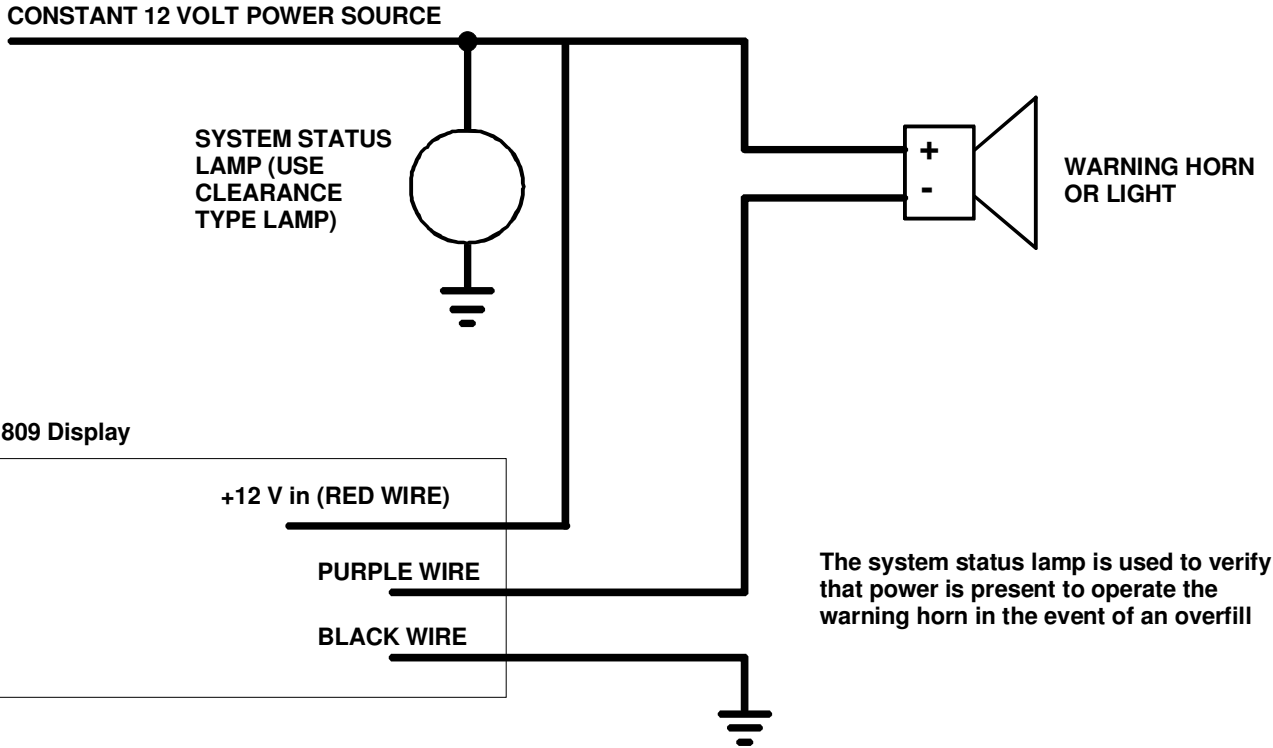 CONSTANT 12 VOLT POWER SOURCE
SYSTEM STATUS
LAMP (USE
CLEARANCE
TYPE LAMP)
+
-
WARNING HORN
OR LIGHT
809 Display
+12 V in (RED WIRE)
PURPLE WIRE
BLACK WIRE
The system status lamp is used to verify
that power is present to operate the
warning horn in the event of an overfill